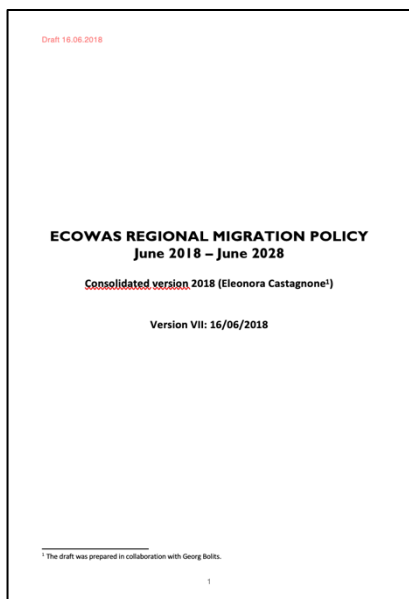 Draft 16.06.2018
ECOWAS REGIONAL MIGRATION POLICY
June 2018 – June 2028
Consolidated version 2018 (Eleonora Castagnone¹)
Version VII: 16/06/2018
¹ The draft was prepared in collaboration with Georg Bolits.
1